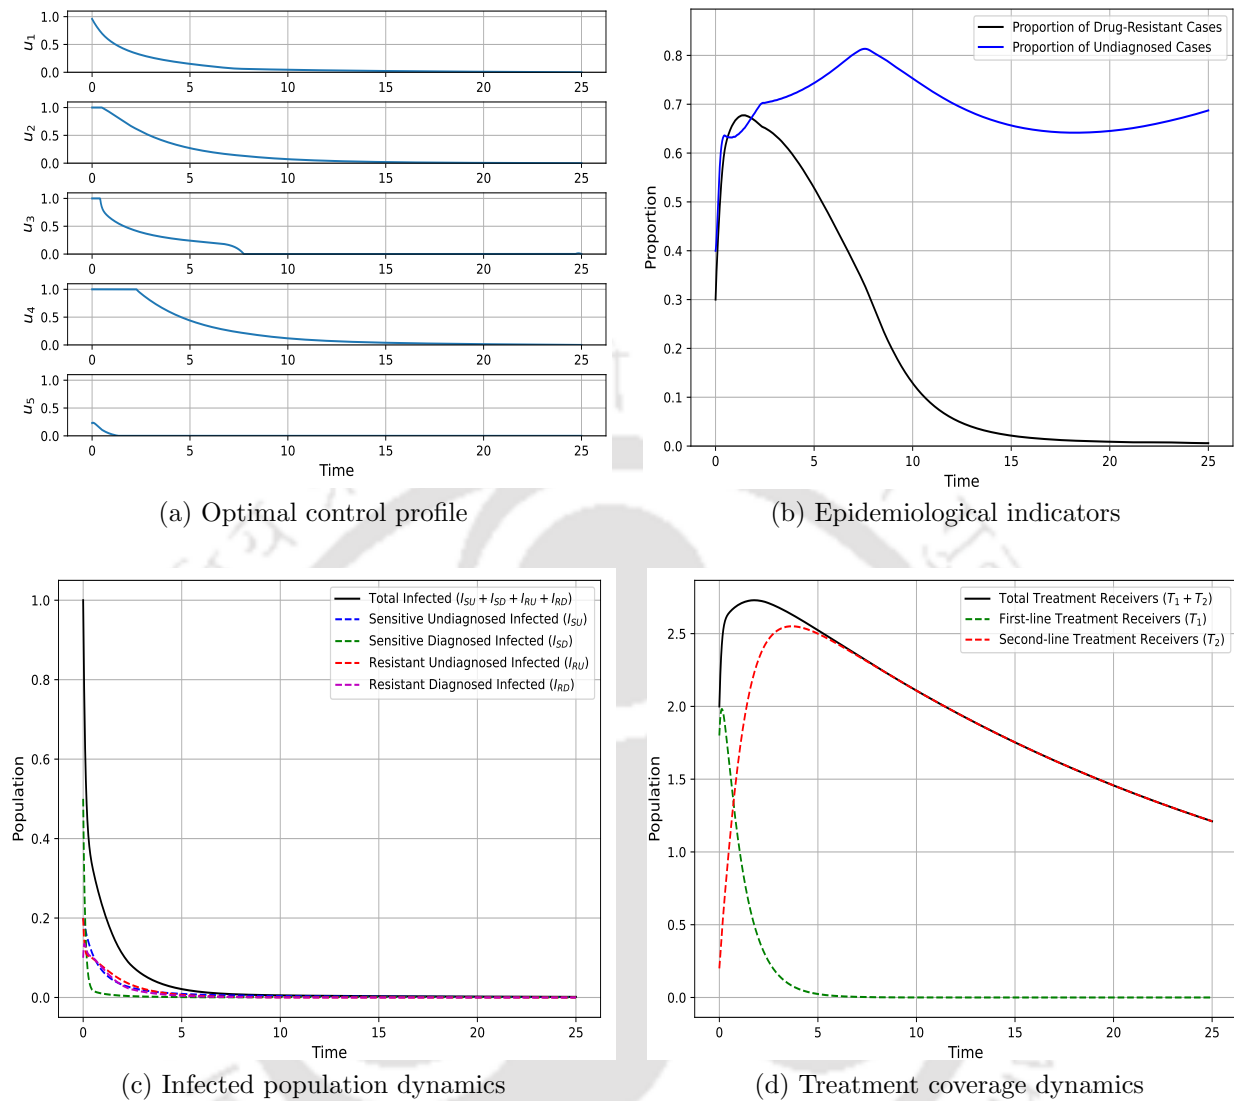 1.0
0.5
0.0
u₁
0 5 10 15 20 25
1.0
0.5
0.0
u₂
0 5 10 15 20 25
1.0
0.5
0.0
u₃
0 5 10 15 20 25
1.0
0.5
0.0
u₄
0 5 10 15 20 25
1.0
0.5
0.0
u₅
0 5 10 15 20 25
Time
(a) Optimal control profile
Proportion of Drug-Resistant Cases
Proportion of Undiagnosed Cases
0.8
0.7
0.6
0.5
0.4
0.3
0.2
0.1
0.0
Proportion
0 5 10 15 20 25
Time
(b) Epidemiological indicators
Total Infected (I_SU + I_SD + I_RU + I_RD)
Sensitive Undiagnosed Infected (I_SU)
Sensitive Diagnosed Infected (I_SD)
Resistant Undiagnosed Infected (I_RU)
Resistant Diagnosed Infected (I_RD)
1.0
0.8
0.6
0.4
0.2
0.0
Population
0 5 10 15 20 25
Time
(c) Infected population dynamics
Total Treatment Receivers (T₁ + T₂)
First-line Treatment Receivers (T₁)
Second-line Treatment Receivers (T₂)
2.5
2.0
1.5
1.0
0.5
0.0
Population
0 5 10 15 20 25
Time
(d) Treatment coverage dynamics